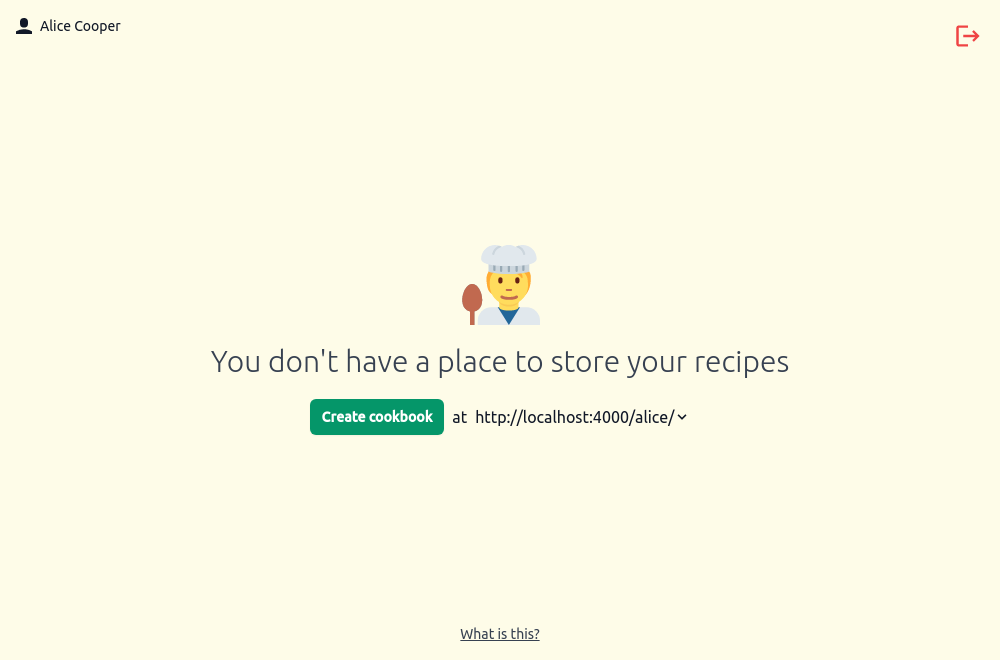 Alice Cooper
You don't have a place to store your recipes
Create cookbook at http://localhost:4000/alice/
What is this?